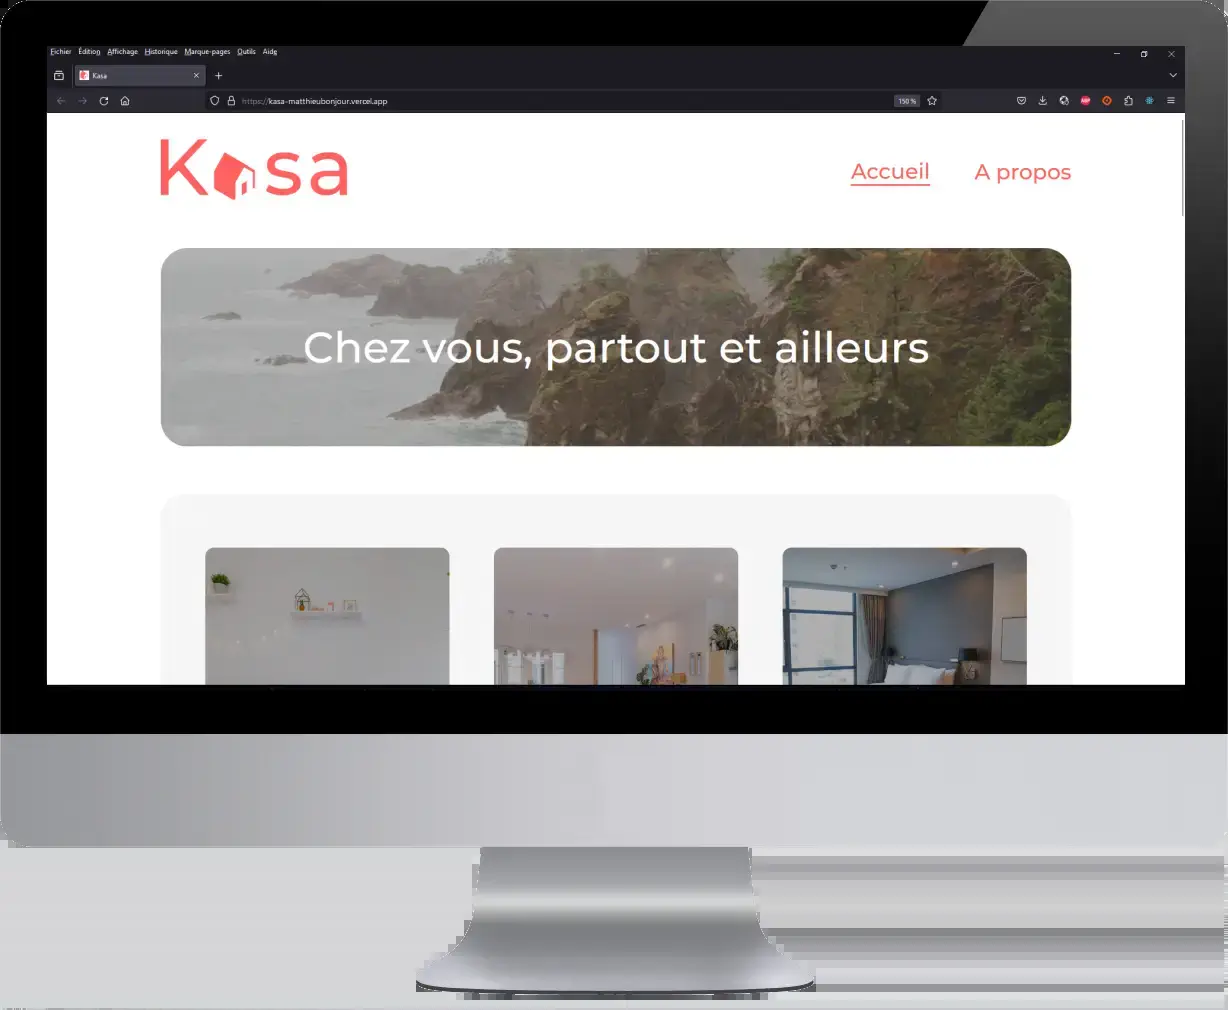 Fichier Édition Affichage Historique Marque-pages Outils Aide
Kasa
https://kasa-matthieubonjour.vercel.app 150 %
Kasa
Accueil A propos
Chez vous, partout et ailleurs